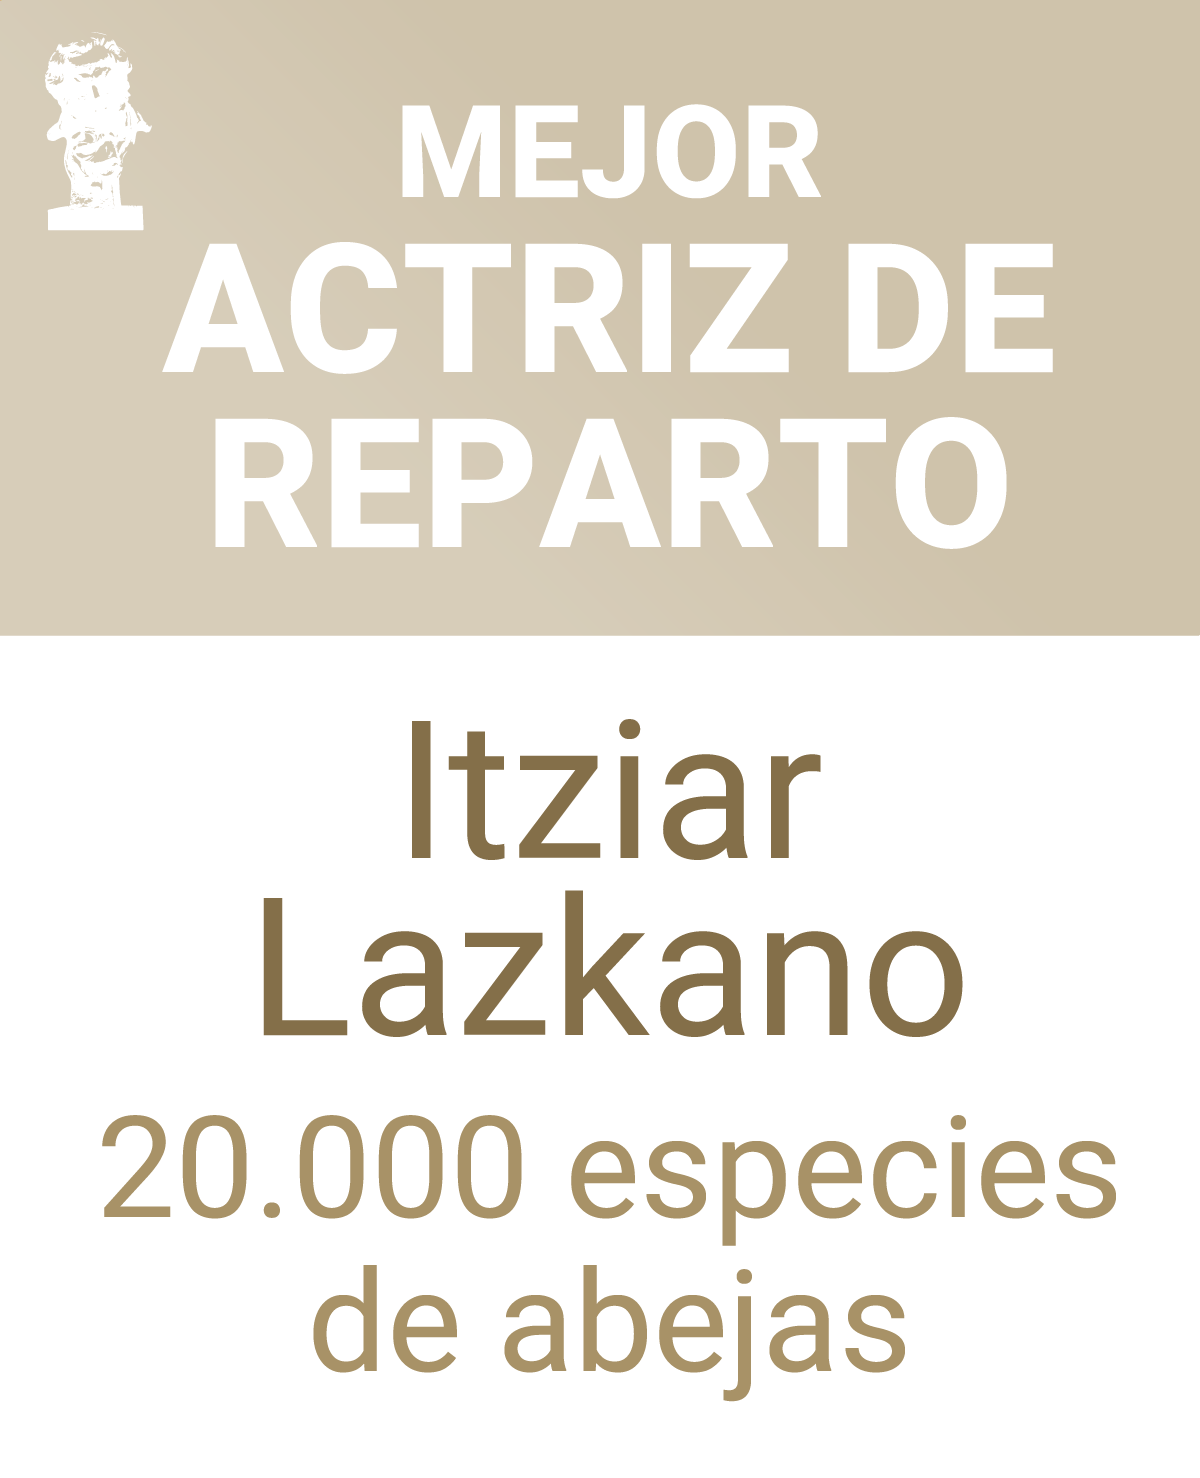 MEJOR
ACTRIZ DE
REPARTO
Itziar
Lazkano
20.000 especies
de abejas